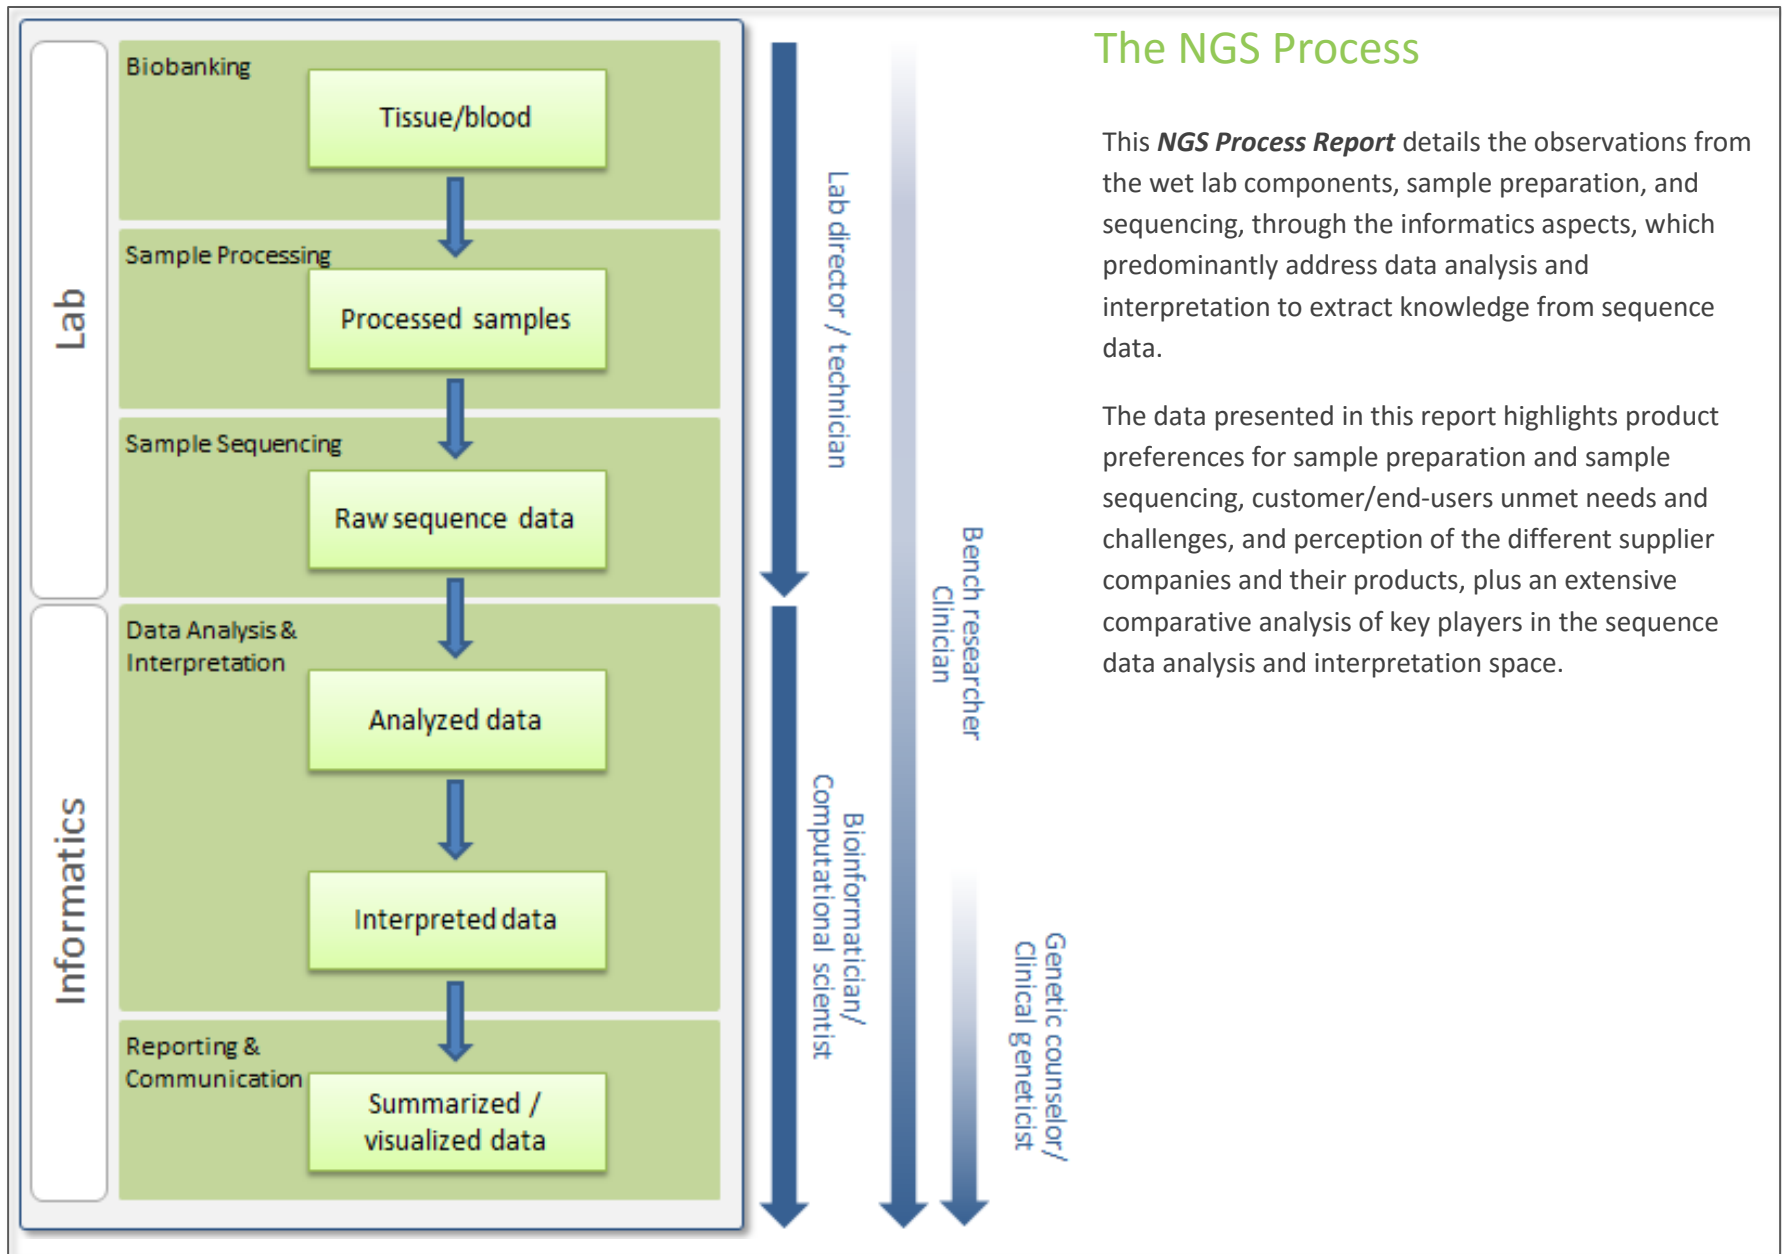 Lab
Biobanking
Tissue/blood
Sample Processing
Processed samples
Sample Sequencing
Raw sequence data
Informatics
Data Analysis &
Interpretation
Analyzed data
Interpreted data
Reporting &
Communication
Summarized /
visualized data
Lab director / technician
Bioinformatician/
Computational scientist
Bench researcher
Clinician
Genetic counselor/
Clinical geneticist
The NGS Process
This NGS Process Report details the observations from
the wet lab components, sample preparation, and
sequencing, through the informatics aspects, which
predominantly address data analysis and
interpretation to extract knowledge from sequence
data.
The data presented in this report highlights product
preferences for sample preparation and sample
sequencing, customer/end-users unmet needs and
challenges, and perception of the different supplier
companies and their products, plus an extensive
comparative analysis of key players in the sequence
data analysis and interpretation space.